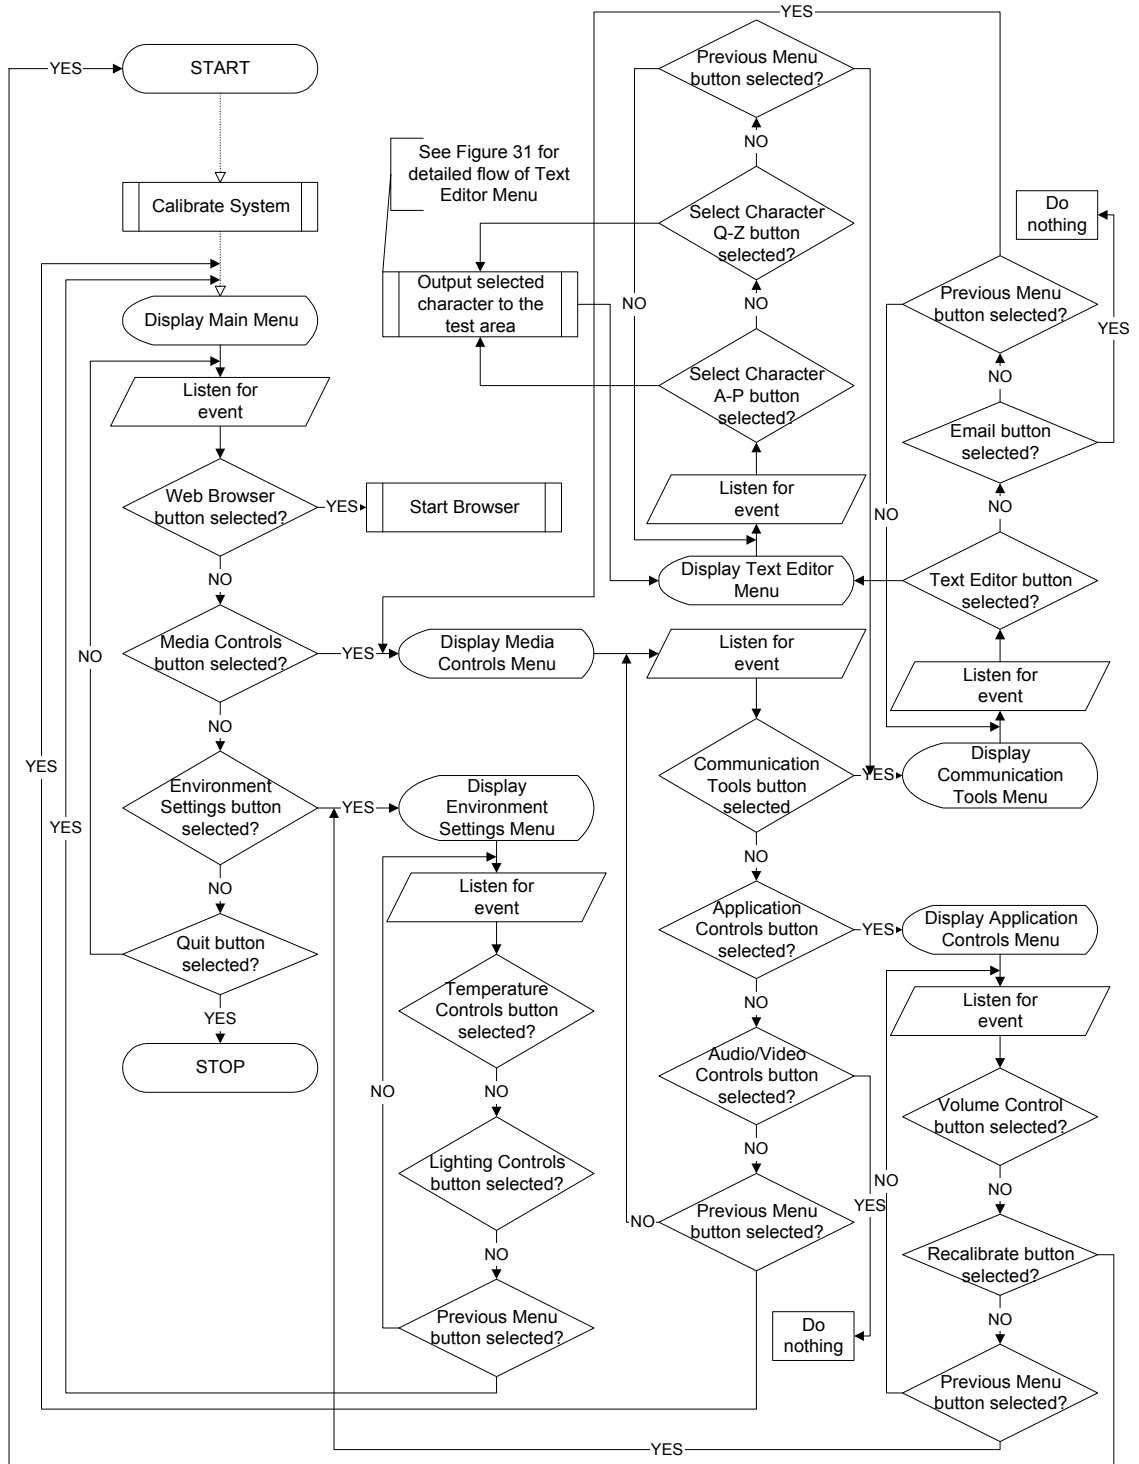 YES
START
Calibrate System
Display Main Menu
Listen for
event
Web Browser
button selected?
YES
Start Browser
NO
Media Controls
button selected?
YES
Display Media
Controls Menu
NO
NO
Environment
Settings button
selected?
YES
Display
Environment
Settings Menu
NO
Quit button
selected?
YES
STOP
YES
YES
Listen for
event
Temperature
Controls button
selected?
NO
NO
Lighting Controls
button selected?
NO
Previous Menu
button selected?
See Figure 31 for
detailed flow of Text
Editor Menu
Output selected
character to the
test area
YES
Previous Menu
button selected?
NO
Select Character
Q-Z button
selected?
NO
NO
Select Character
A-P button
selected?
Listen for
event
Display Text Editor
Menu
Listen for
event
Communication
Tools button
selected
YES
NO
Application
Controls button
selected?
YES
NO
Audio/Video
Controls button
selected?
NO
YES
Previous Menu
button selected?
NO
Do
nothing
Do
nothing
YES
Previous Menu
button selected?
NO
Email button
selected?
NO
NO
Text Editor button
selected?
Listen for
event
Display
Communication
Tools Menu
Display Application
Controls Menu
Listen for
event
Volume Control
button selected?
NO
NO
Recalibrate button
selected?
NO
Previous Menu
button selected?
YES